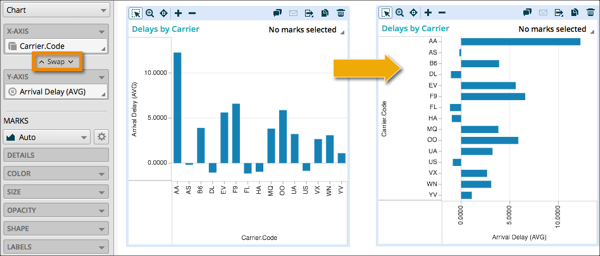 Chart
X-AXIS
Carrier.Code
Swap
Y-AXIS
Arrival Delay (AVG)
MARKS
Auto
DETAILS
COLOR
SIZE
OPACITY
SHAPE
LABELS
Delays by Carrier
No marks selected
Arrival Delay (AVG)
10.0000
5.0000
0.0000
AA AS B6 DL EV F9 FL HA MQ OO UA US VX WN YV
Carrier.Code
Delays by Carrier
No marks selected
Carrier.Code
AA
AS
B6
DL
EV
F9
FL
HA
MQ
OO
UA
US
VX
WN
YV
0.0000 5.0000 10.0000
Arrival Delay (AVG)